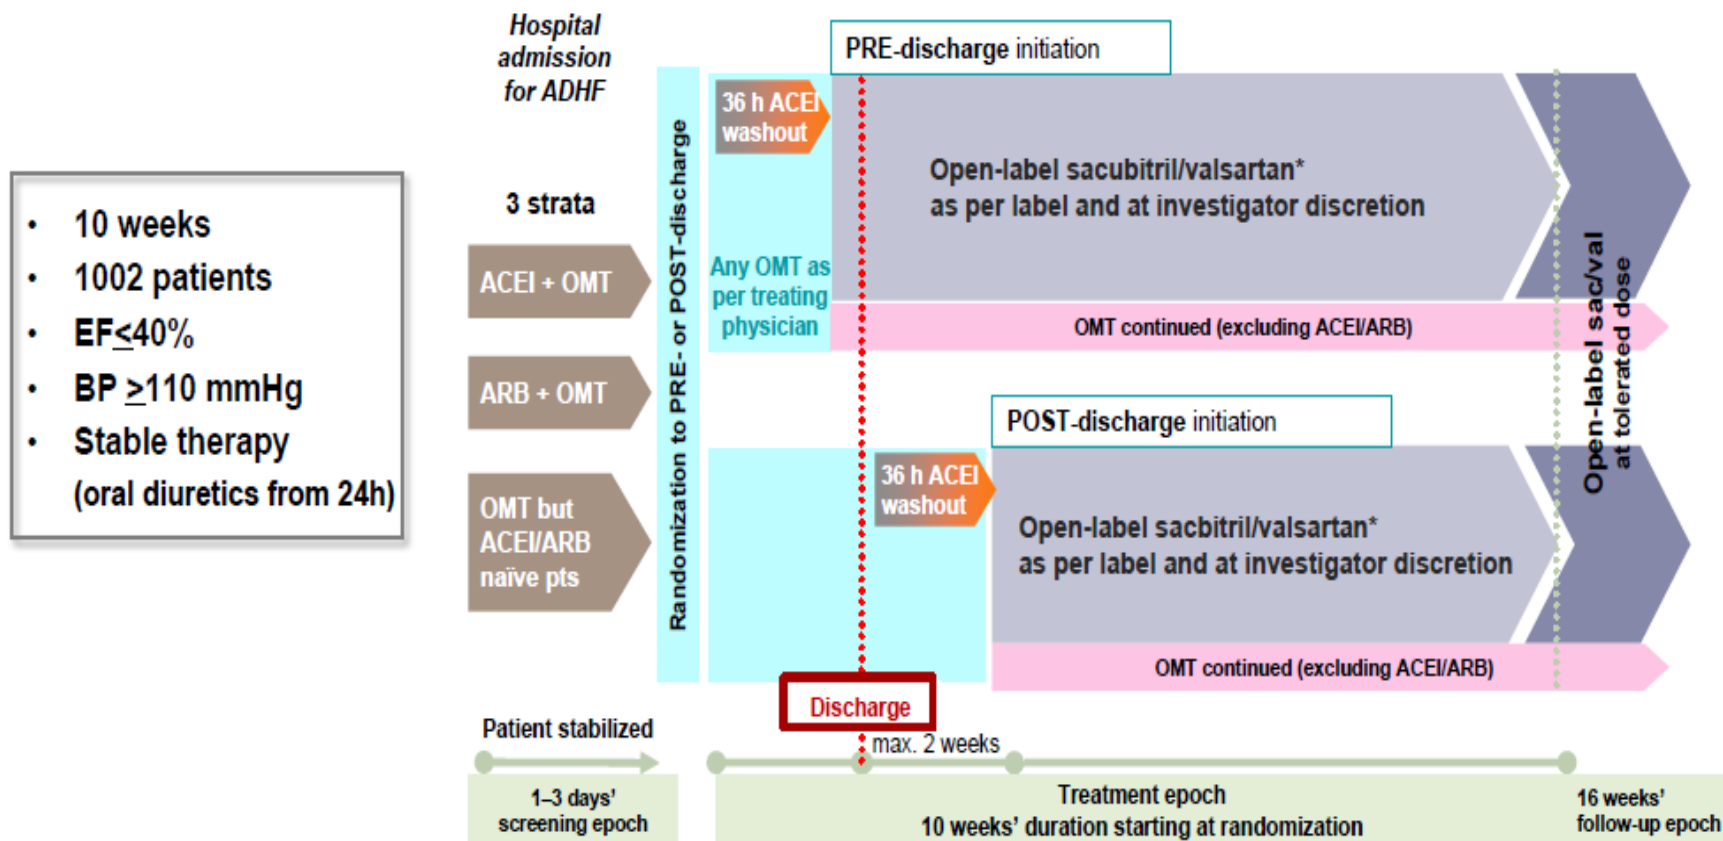 Hospital
admission
for ADHF
• 10 weeks
• 1002 patients
• EF≤40%
• BP ≥110 mmHg
• Stable therapy
(oral diuretics from 24h)
3 strata
ACEI + OMT
ARB + OMT
OMT but
ACEI/ARB
naïve pts
Randomization to PRE- or POST-discharge
PRE-discharge initiation
36 h ACEI
washout
Any OMT as
per treating
physician
Open-label sacubitril/valsartan*
as per label and at investigator discretion
OMT continued (excluding ACEI/ARB)
POST-discharge initiation
36 h ACEI
washout
Open-label sacbitril/valsartan*
as per label and at investigator discretion
OMT continued (excluding ACEI/ARB)
Open-label sac/val
at tolerated dose
Discharge
Patient stabilized
max. 2 weeks
1–3 days’
screening epoch
Treatment epoch
10 weeks’ duration starting at randomization
16 weeks’
follow-up epoch